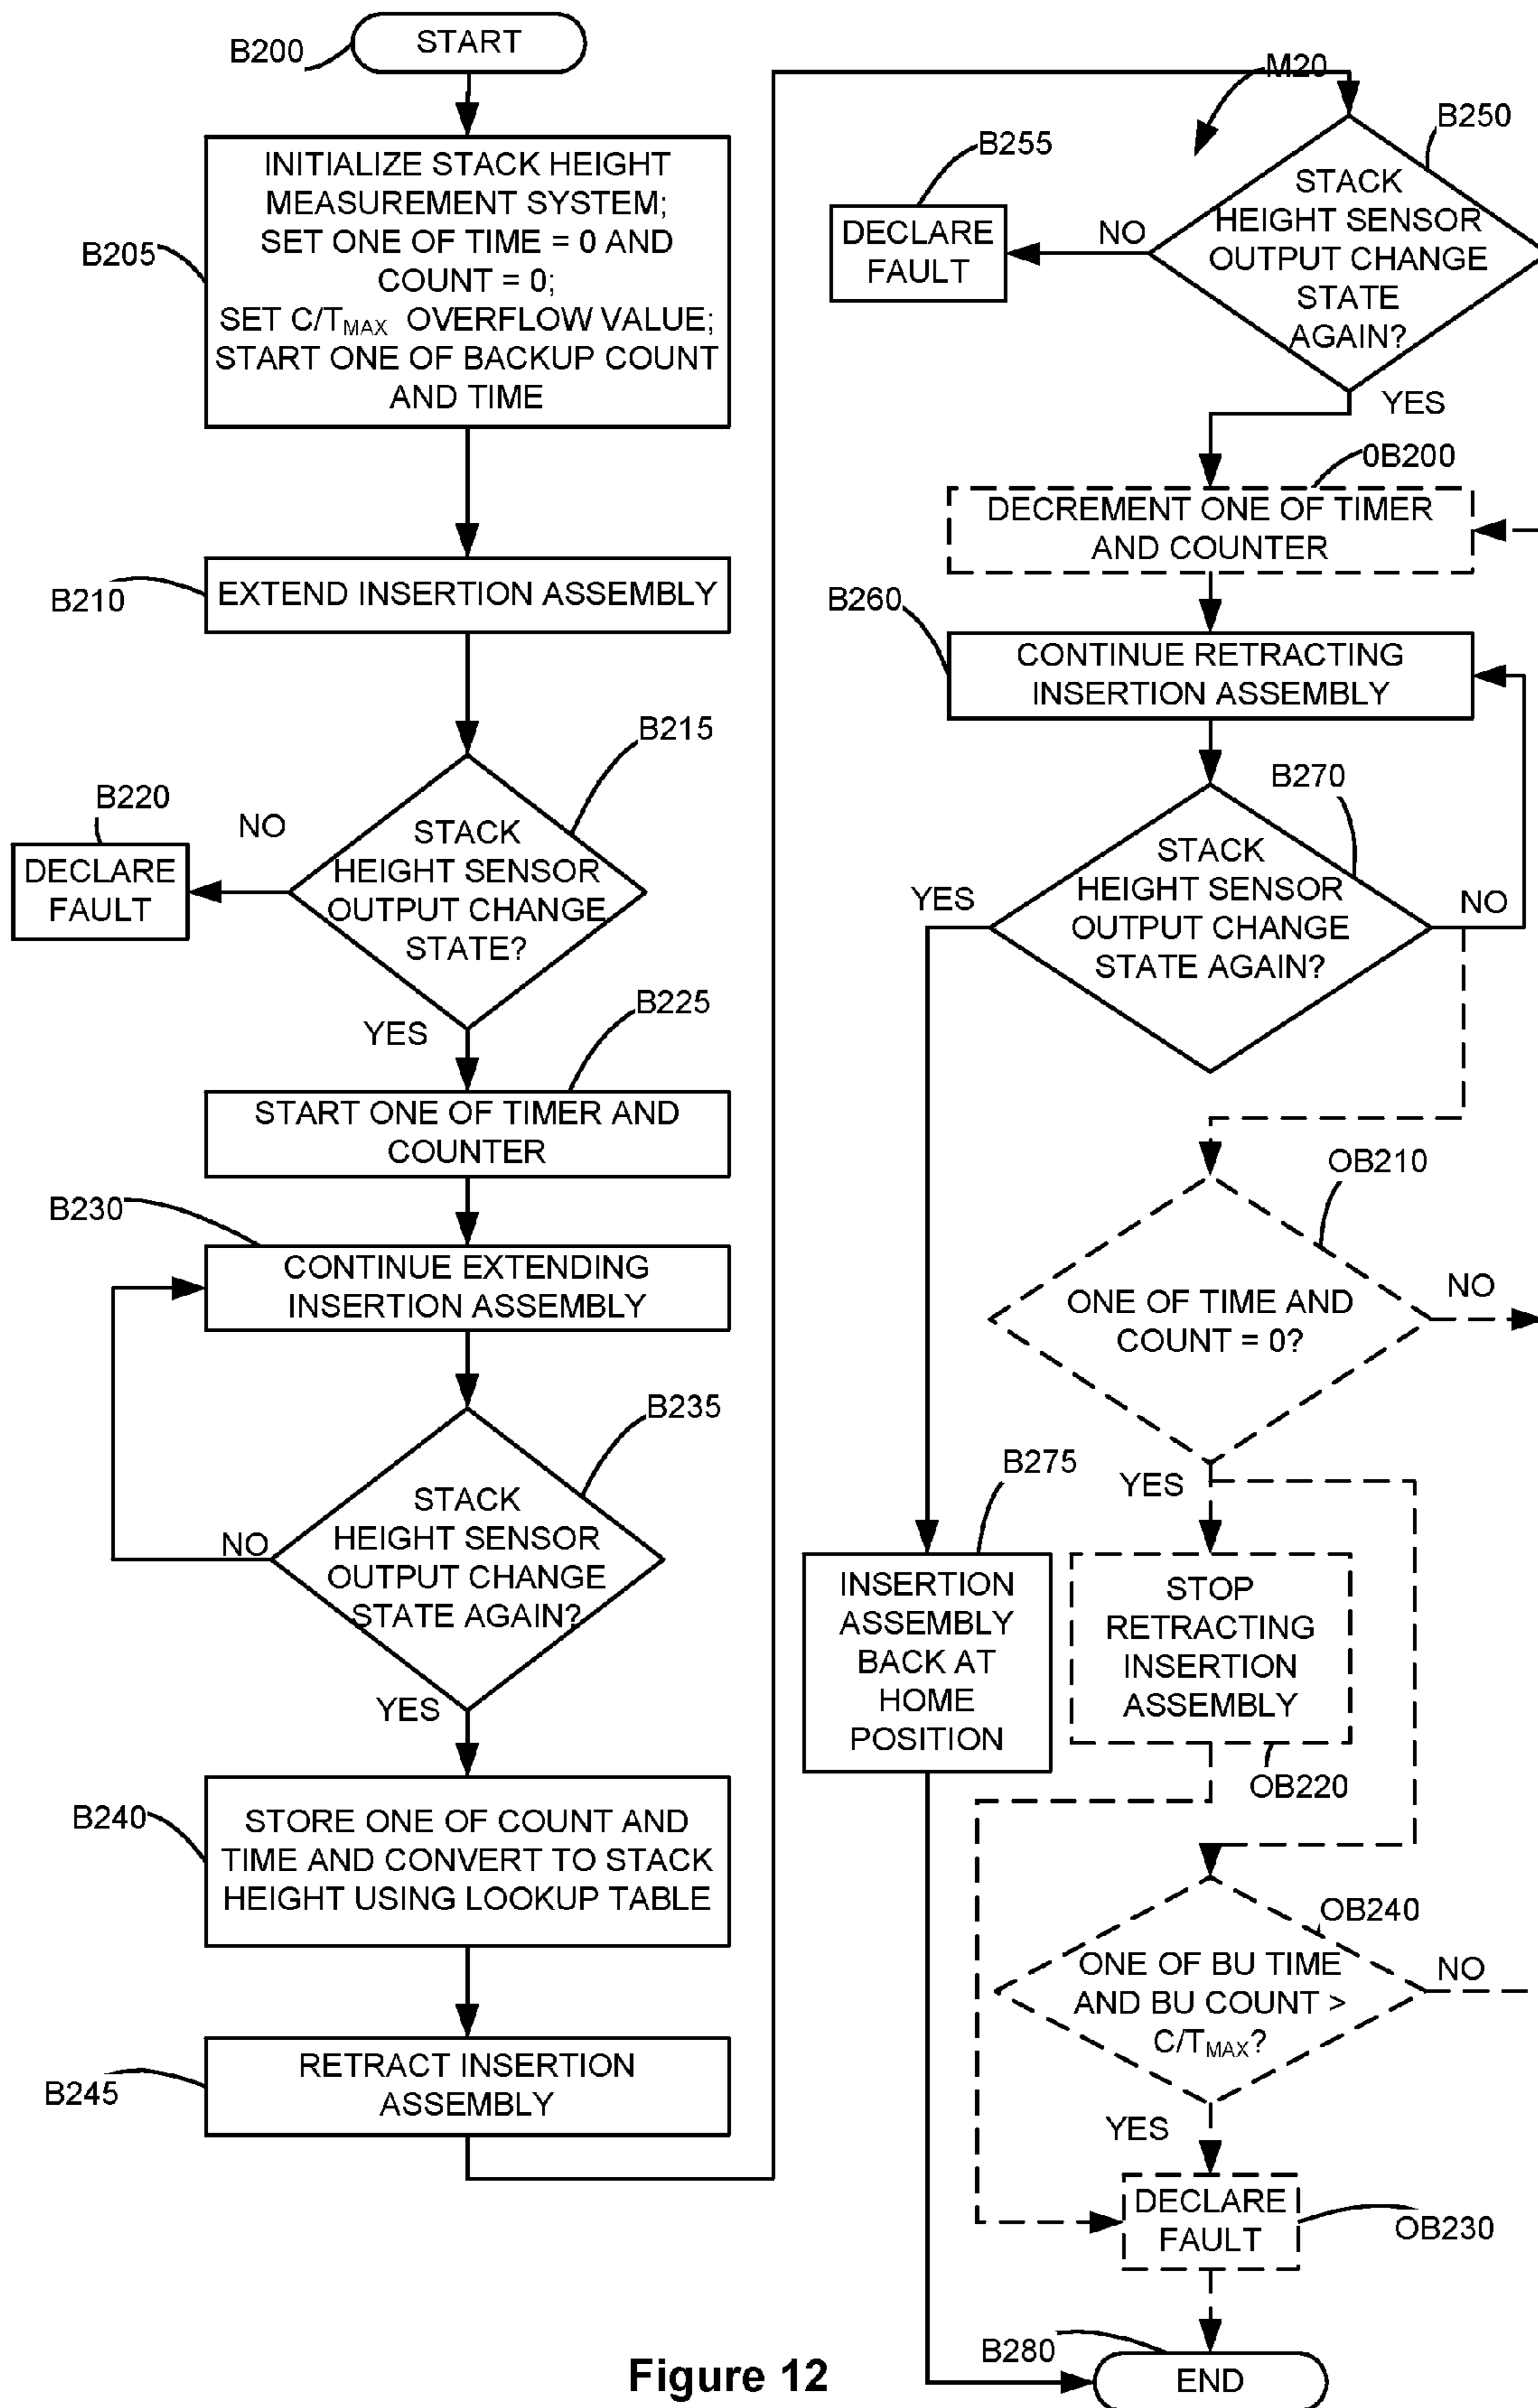 B200
START
B205
INITIALIZE STACK HEIGHT
MEASUREMENT SYSTEM;
SET ONE OF TIME = 0 AND
COUNT = 0;
SET C/TMAX OVERFLOW VALUE;
START ONE OF BACKUP COUNT
AND TIME
B210
EXTEND INSERTION ASSEMBLY
B215
STACK
HEIGHT SENSOR
OUTPUT CHANGE
STATE?
NO
B220
DECLARE
FAULT
YES
B225
START ONE OF TIMER AND
COUNTER
B230
CONTINUE EXTENDING
INSERTION ASSEMBLY
B235
STACK
HEIGHT SENSOR
OUTPUT CHANGE
STATE AGAIN?
NO
YES
B240
STORE ONE OF COUNT AND
TIME AND CONVERT TO STACK
HEIGHT USING LOOKUP TABLE
B245
RETRACT INSERTION
ASSEMBLY
M20
B250
STACK
HEIGHT SENSOR
OUTPUT CHANGE
STATE
AGAIN?
NO
B255
DECLARE
FAULT
YES
0B200
DECREMENT ONE OF TIMER
AND COUNTER
B260
CONTINUE RETRACTING
INSERTION ASSEMBLY
B270
STACK
HEIGHT SENSOR
OUTPUT CHANGE
STATE AGAIN?
YES
NO
OB210
ONE OF TIME AND
COUNT = 0?
NO
YES
B275
INSERTION
ASSEMBLY
BACK AT
HOME
POSITION
STOP
RETRACTING
INSERTION
ASSEMBLY
OB220
OB240
ONE OF BU TIME
AND BU COUNT >
C/TMAX?
NO
YES
DECLARE
FAULT
OB230
B280
END
Figure 12